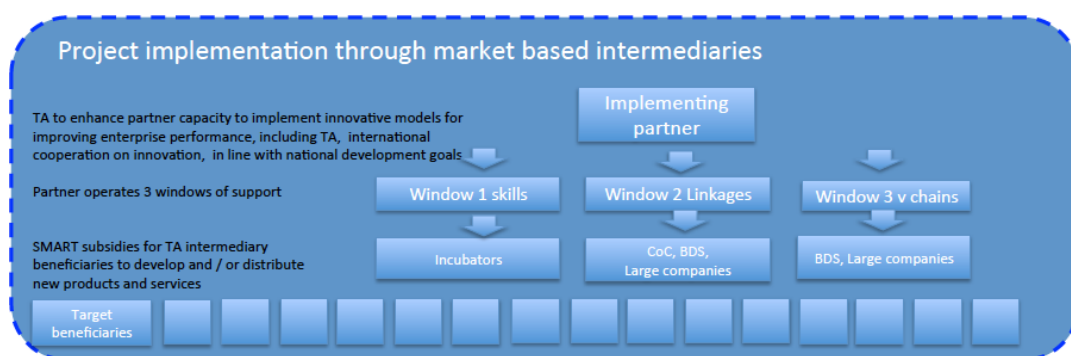 Project implementation through market based intermediaries
Implementing
partner
TA to enhance partner capacity to implement innovative models for
improving enterprise performance, including TA, international
cooperation on innovation, in line with national development goals
Partner operates 3 windows of support
Window 1 skills
Window 2 Linkages
Window 3 v chains
SMART subsidies for TA intermediary
beneficiaries to develop and / or distribute
new products and services
Incubators
CoC, BDS,
Large companies
BDS, Large companies
Target
beneficiaries